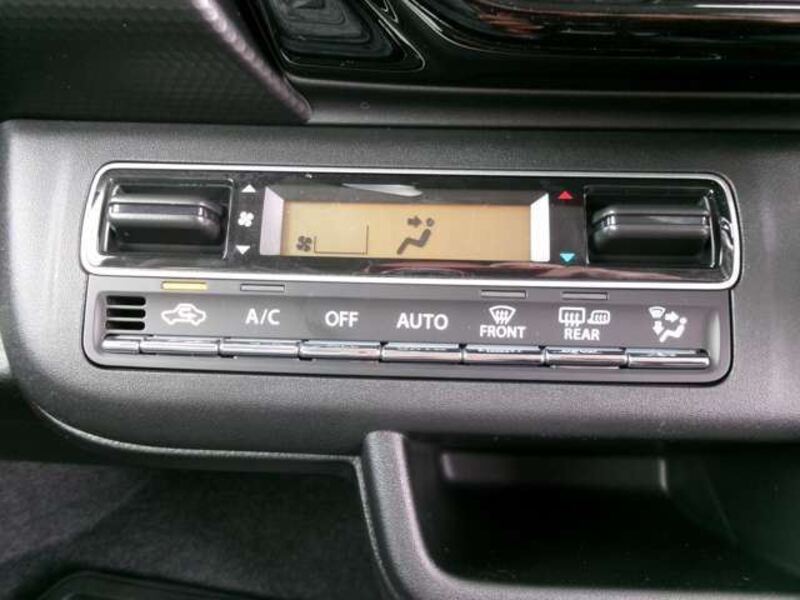 A/C OFF AUTO FRONT REAR